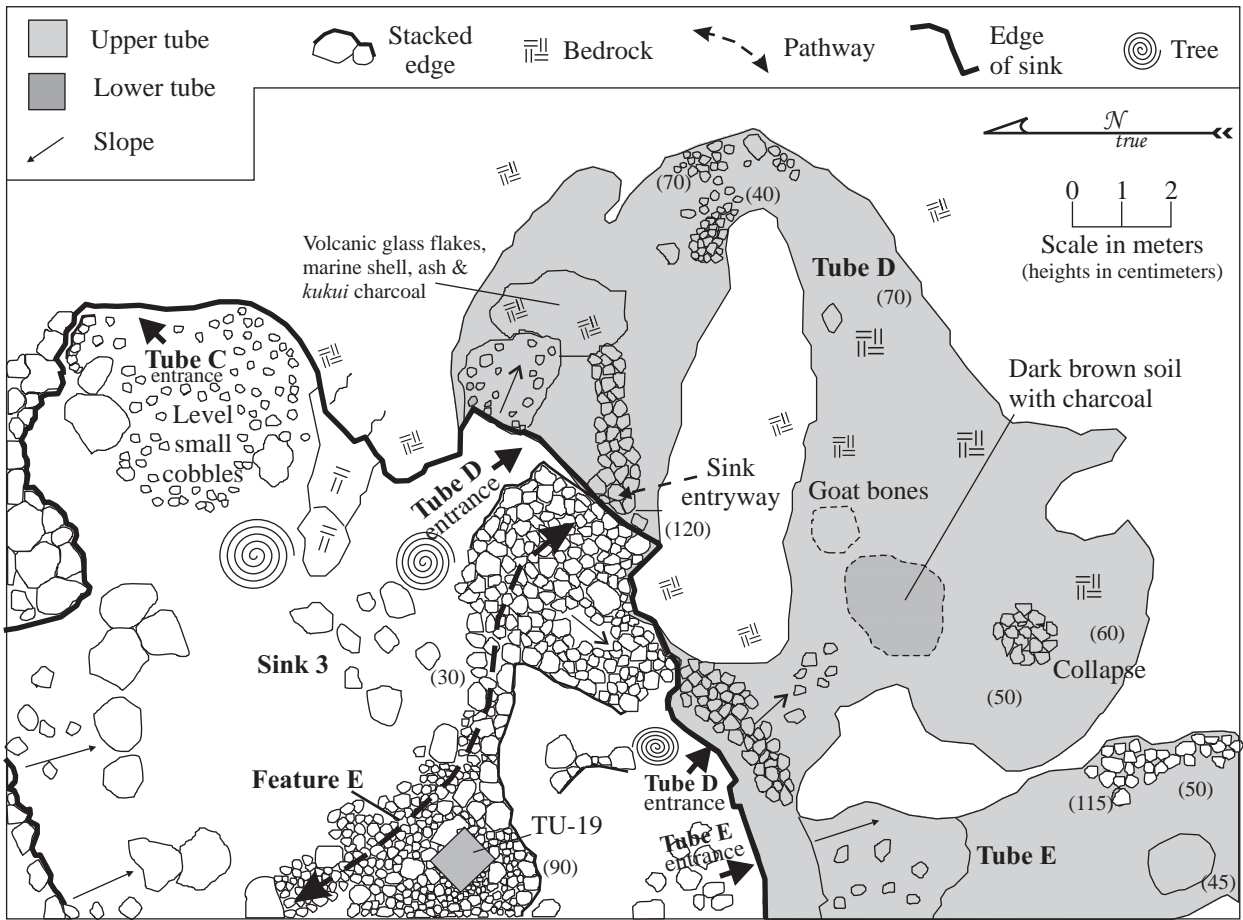 Upper tube
Lower tube
Slope
Stacked
edge
Bedrock
Pathway
Edge
of sink
Tree
N
true
0 1 2
Scale in meters
(heights in centimeters)
(70)
(40)
Volcanic glass flakes,
marine shell, ash &
kukui charcoal
Tube D
(70)
Tube C
entrance
Level
small
cobbles
Dark brown soil
with charcoal
Tube D
entrance
Sink
entryway
Goat bones
(120)
Sink 3
(30)
(60)
Collapse
(50)
Feature E
Tube D
entrance
(115)
(50)
TU-19
(90)
Tube E
entrance
Tube E
(45)